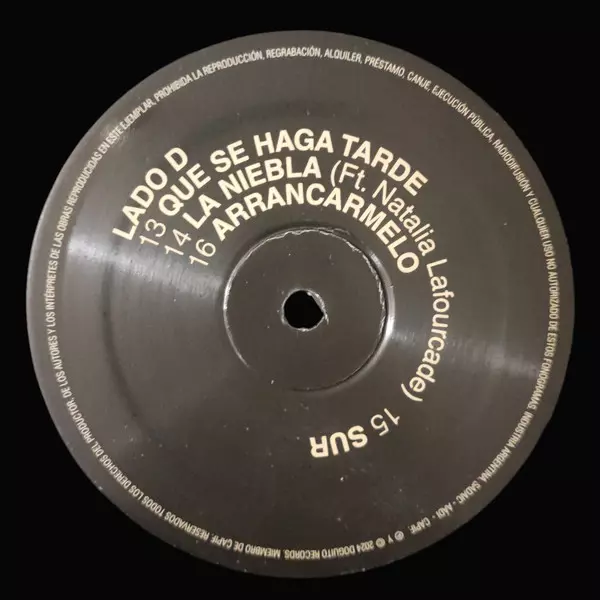 LADO D
13 QUE SE HAGA TARDE
14 LA NIEBLA (Ft. Natalia Lafourcade) 15 SUR
16 ARRANCÁRMELO
RESERVADOS TODOS LOS DERECHOS DEL PRODUCTOR, DE LOS AUTORES Y LOS INTÉRPRETES DE LAS OBRAS REPRODUCIDAS EN ESTE EJEMPLAR. PROHIBIDA LA REPRODUCCIÓN, REGRABACIÓN, ALQUILER, PRÉSTAMO, CANJE, EJECUCIÓN PÚBLICA, RADIODIFUSIÓN Y CUALQUIER USO NO AUTORIZADO DE ESTOS FONOGRAMAS. INDUSTRIA ARGENTINA. SADAIC - AADI - CAPIF. ℗ Y © 2024 DOGUITO RECORDS, MIEMBRO DE CAPIF.